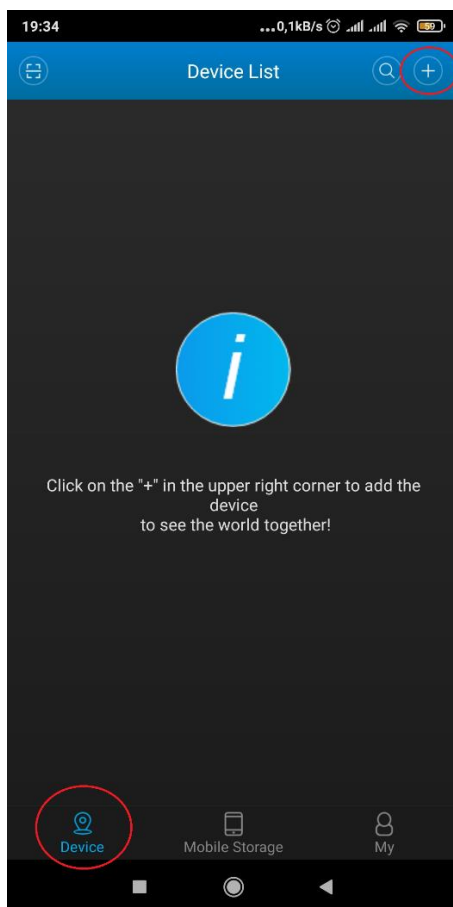 19:34 ...0,1kB/s 59
Device List
i
Click on the "+" in the upper right corner to add the
device
to see the world together!
Device Mobile Storage My